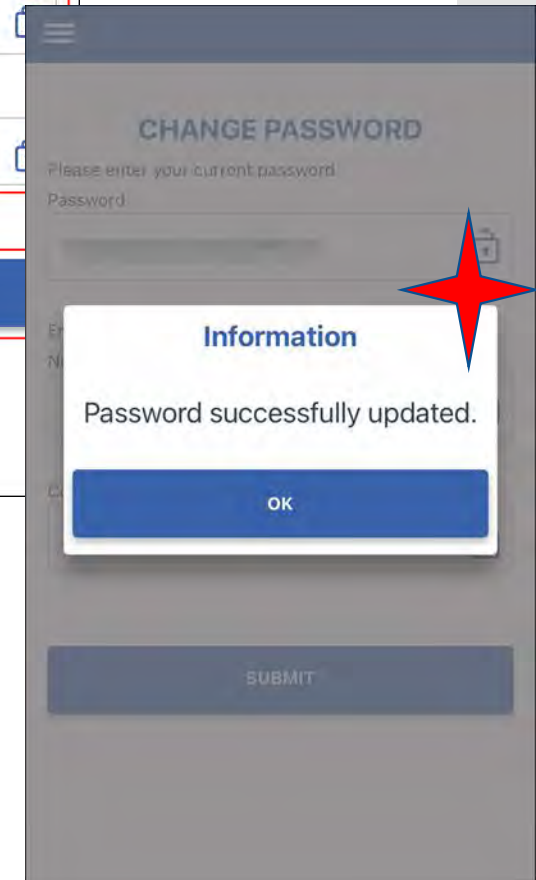 CHANGE PASSWORD
Please enter your current password
Password
Information
Password successfully updated.
OK
SUBMIT